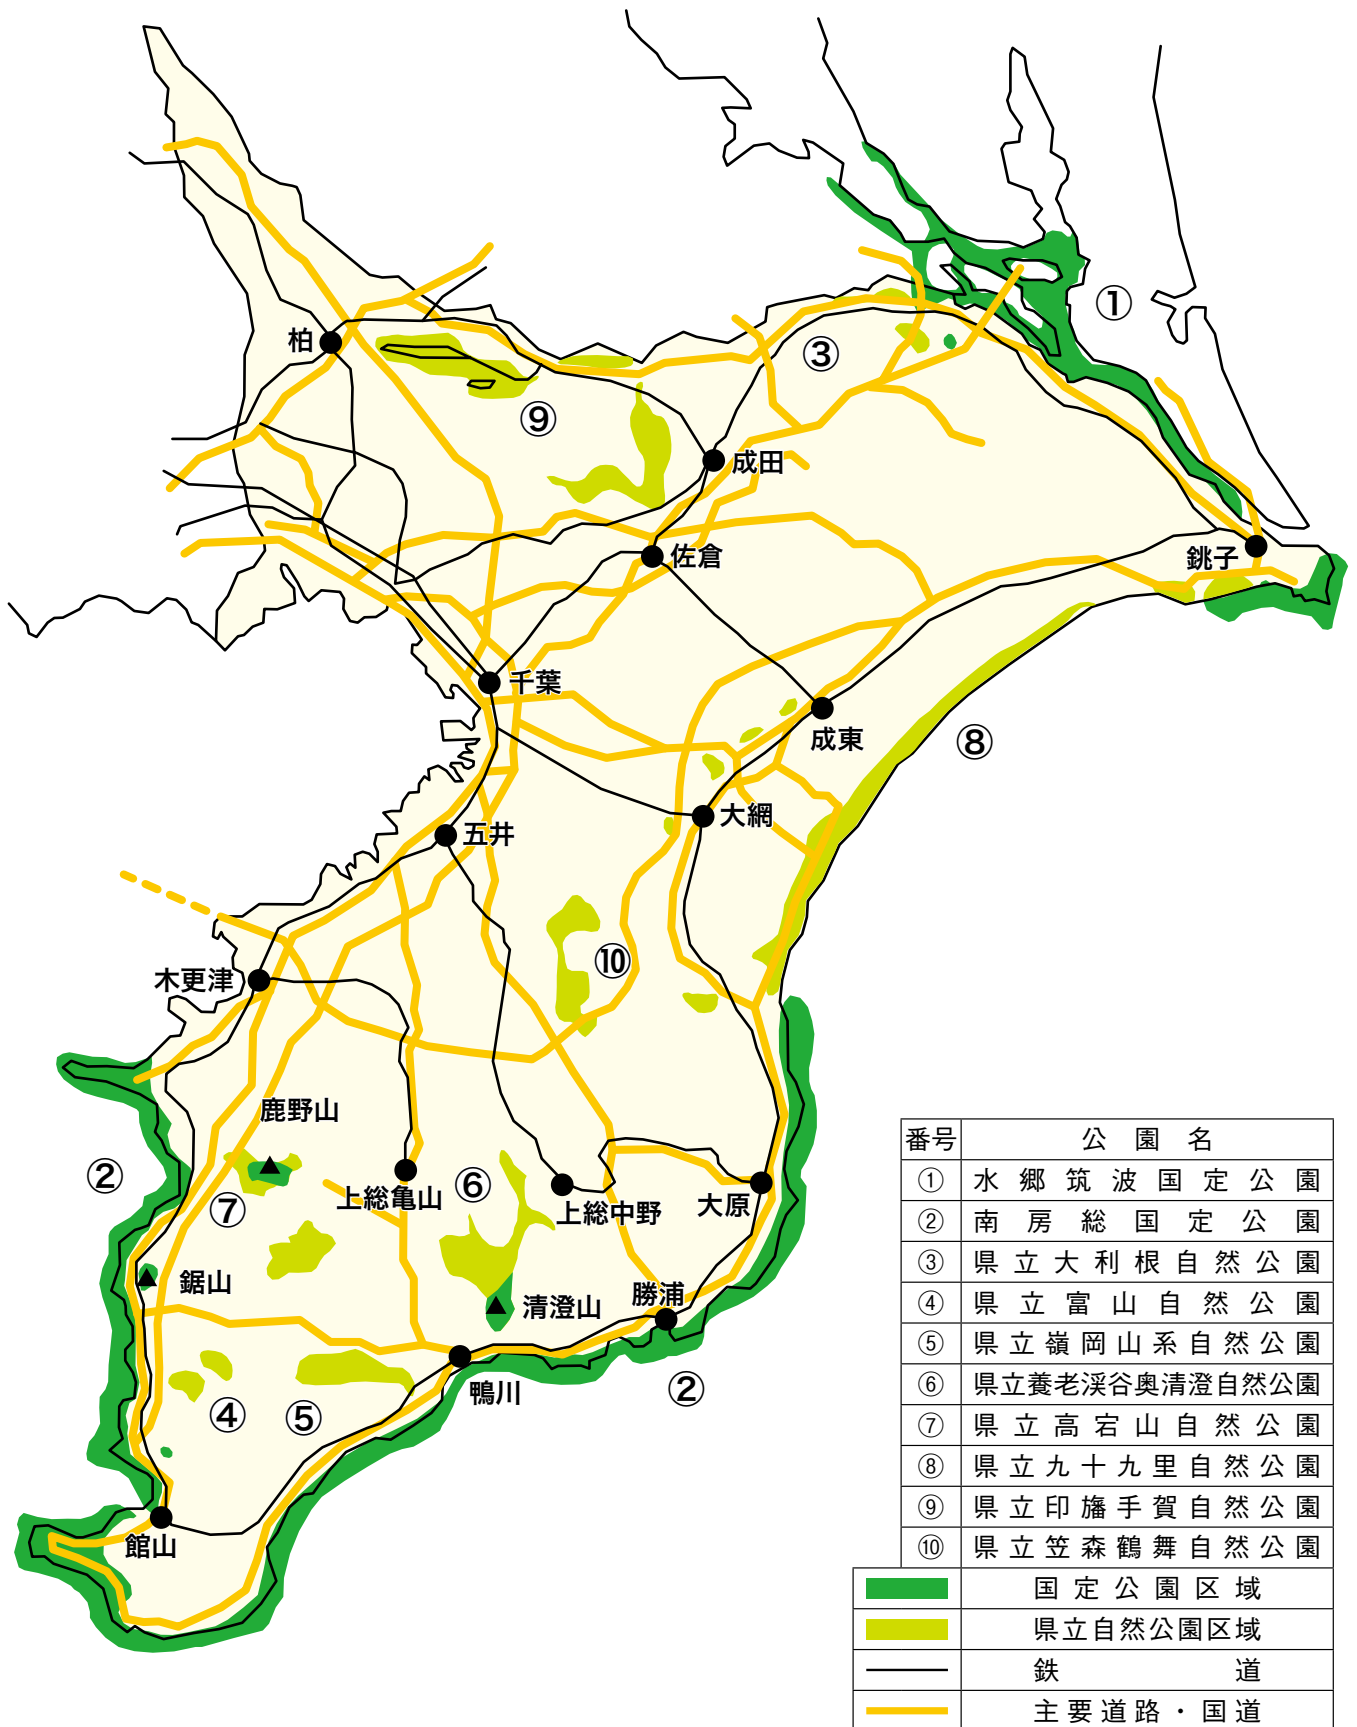 ①
柏
③
⑨
成田
佐倉
銚子
千葉
成東
⑧
大網
五井
⑩
木更津
鹿野山
②
⑥
上総亀山
上総中野
大原
⑦
鋸山
清澄山
勝浦
鴨川
②
④
⑤
館山
番号 公園名
① 水郷筑波国定公園
② 南房総国定公園
③ 県立大利根自然公園
④ 県立富山自然公園
⑤ 県立嶺岡山系自然公園
⑥ 県立養老渓谷奥清澄自然公園
⑦ 県立高宕山自然公園
⑧ 県立九十九里自然公園
⑨ 県立印旛手賀自然公園
⑩ 県立笠森鶴舞自然公園
国定公園区域
県立自然公園区域
鉄道
主要道路・国道